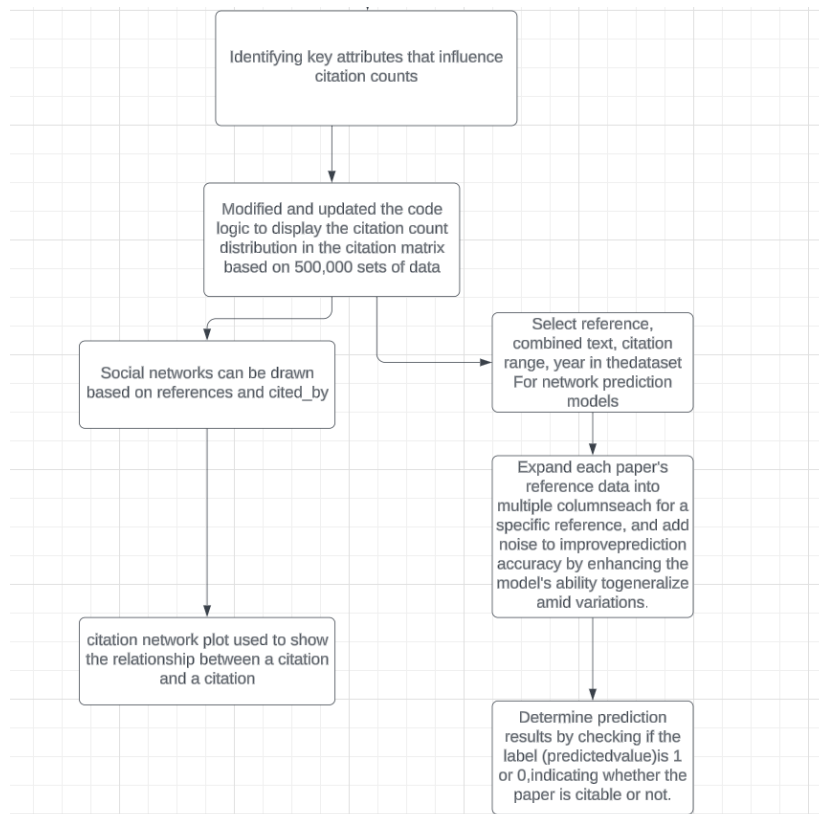 Identifying key attributes that influence
citation counts
Modified and updated the code
logic to display the citation count
distribution in the citation matrix
based on 500,000 sets of data
Social networks can be drawn
based on references and cited_by
citation network plot used to show
the relationship between a citation
and a citation
Select reference,
combined text, citation
range, year in thedataset
For network prediction
models
Expand each paper's
reference data into
multiple columnseach for a
specific reference, and add
noise to improveprediction
accuracy by enhancing the
model's ability togeneralize
amid variations.
Determine prediction
results by checking if the
label (predictedvalue)is 1
or 0,indicating whether the
paper is citable or not.